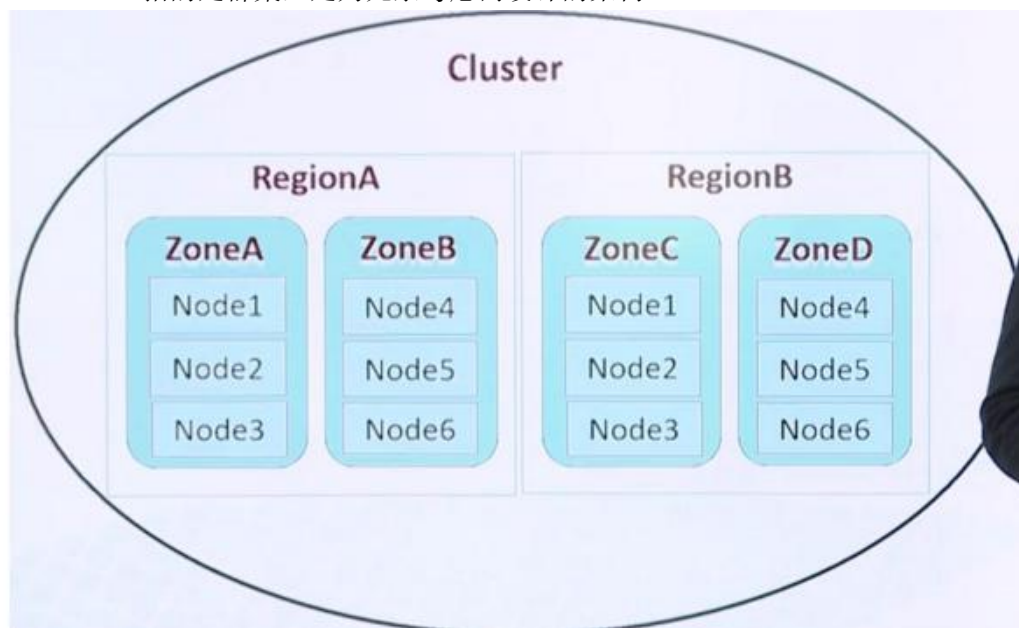 Cluster
RegionA
ZoneA
Node1
Node2
Node3
ZoneB
Node4
Node5
Node6
RegionB
ZoneC
Node1
Node2
Node3
ZoneD
Node4
Node5
Node6